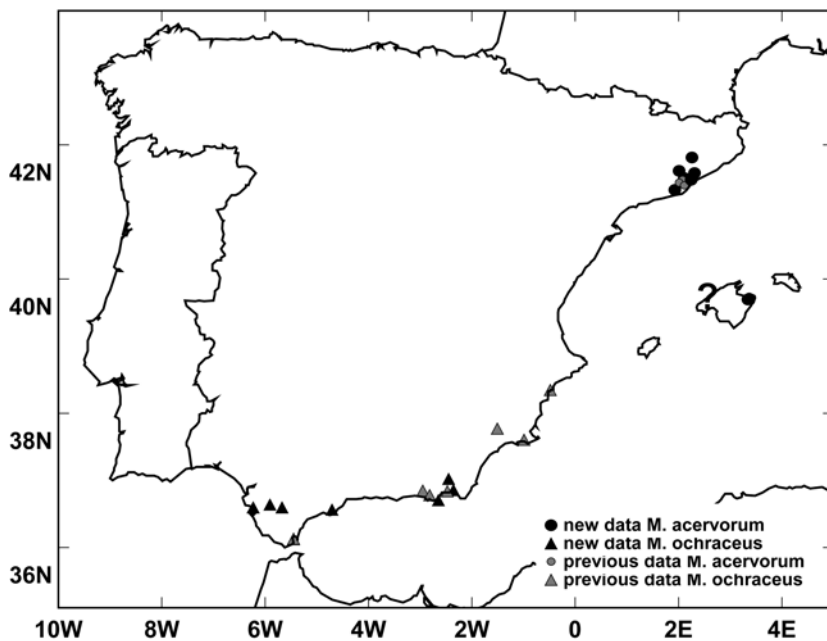 42N
40N
?
38N
36N
new data M. acervorum
new data M. ochraceus
previous data M. acervorum
previous data M. ochraceus
10W 8W 6W 4W 2W 0 2E 4E